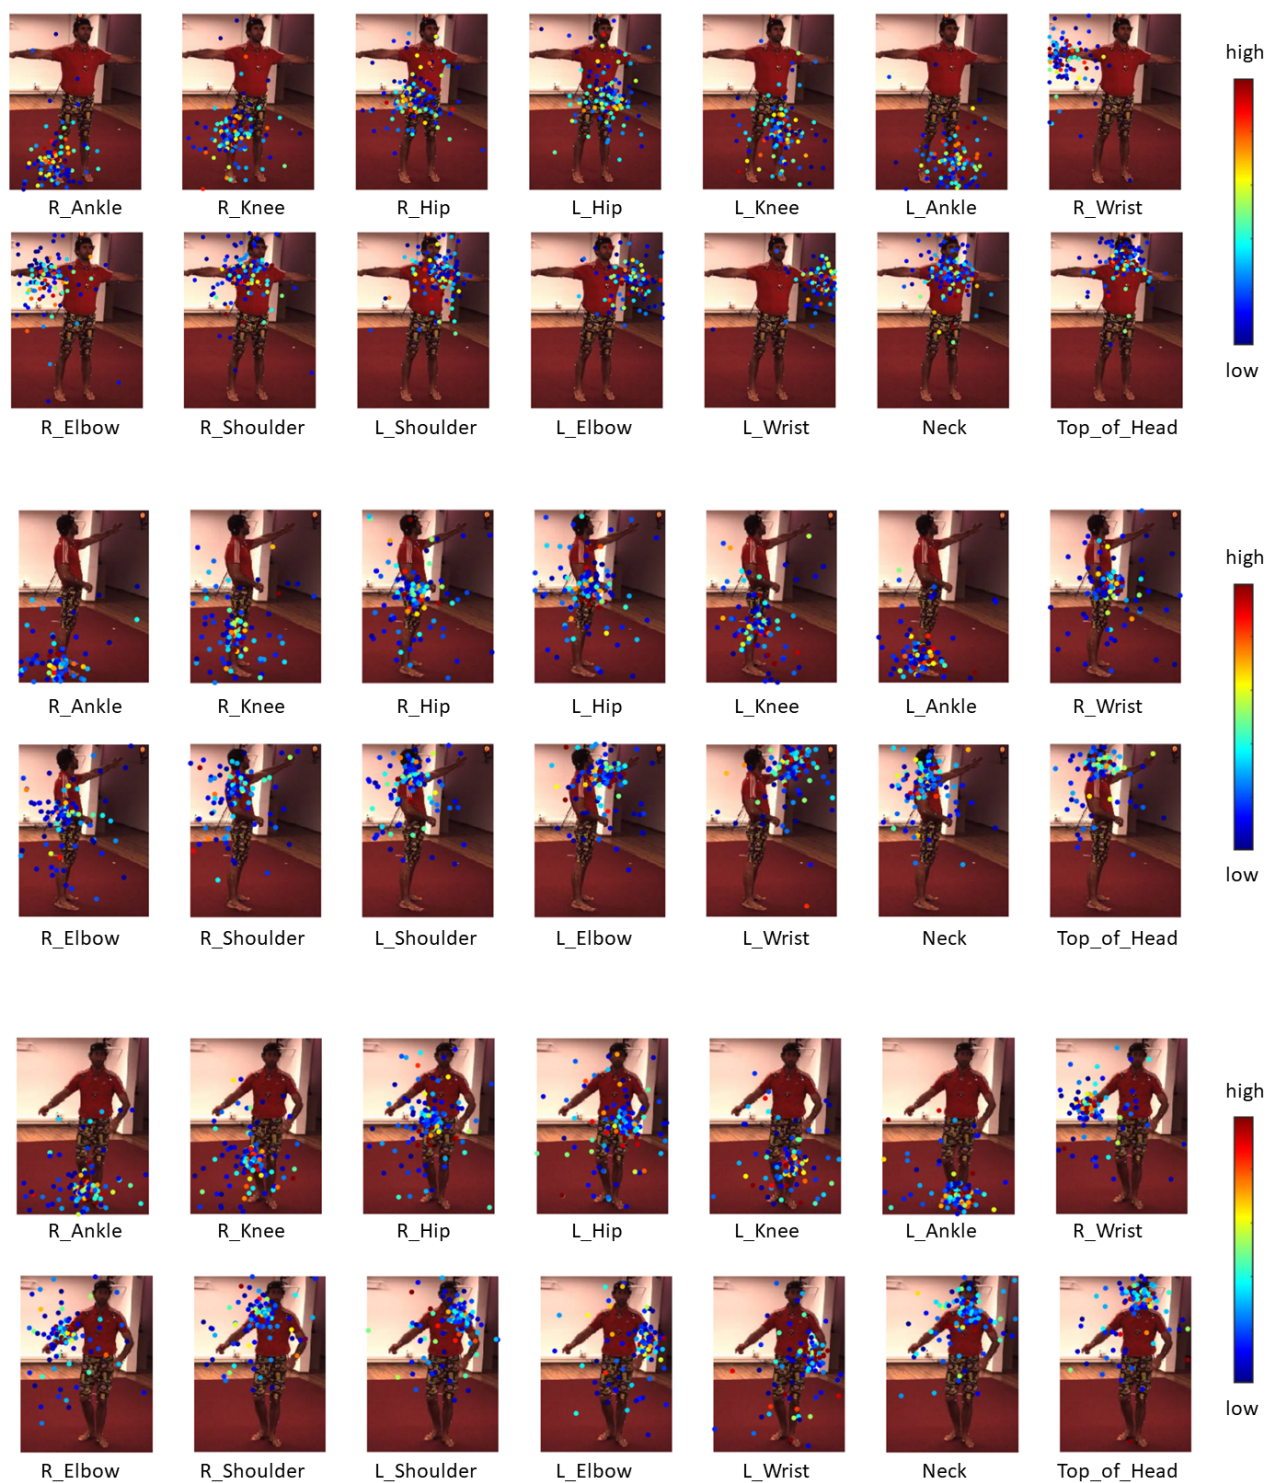 high
R_Ankle R_Knee R_Hip L_Hip L_Knee L_Ankle R_Wrist
low
R_Elbow R_Shoulder L_Shoulder L_Elbow L_Wrist Neck Top_of_Head
high
R_Ankle R_Knee R_Hip L_Hip L_Knee L_Ankle R_Wrist
low
R_Elbow R_Shoulder L_Shoulder L_Elbow L_Wrist Neck Top_of_Head
high
R_Ankle R_Knee R_Hip L_Hip L_Knee L_Ankle R_Wrist
low
R_Elbow R_Shoulder L_Shoulder L_Elbow L_Wrist Neck Top_of_Head